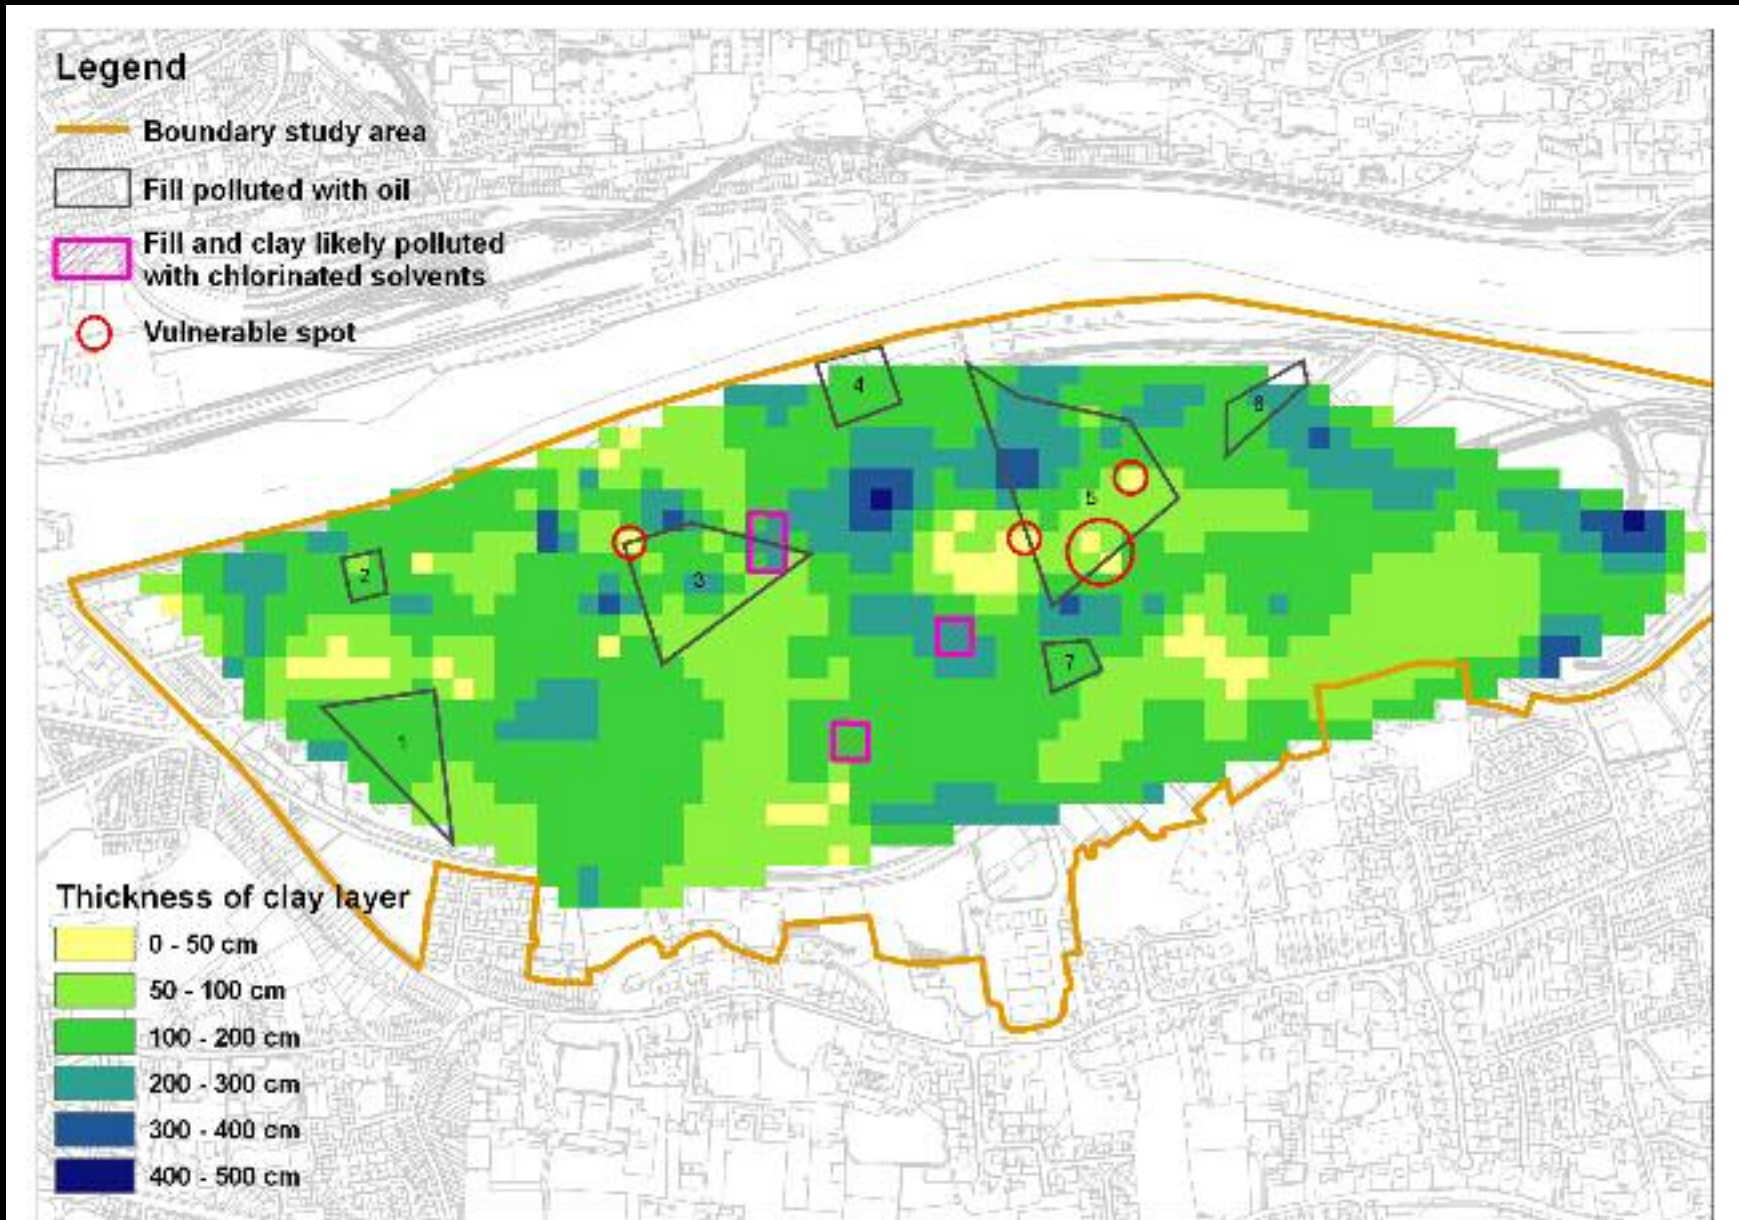 Legend
Boundary study area
Fill polluted with oil
Fill and clay likely polluted
with chlorinated solvents
Vulnerable spot
4
6
5
2
3
7
1
Thickness of clay layer
0 - 50 cm
50 - 100 cm
100 - 200 cm
200 - 300 cm
300 - 400 cm
400 - 500 cm